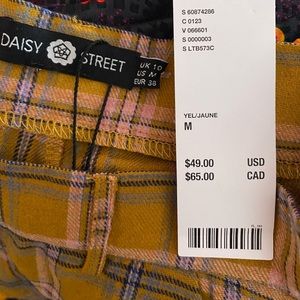 DAISY STREET
UK 10
US M
EUR 38
S 60874286
C 0123
V 066601
S 0000003
S LTB573C
YEL/JAUNE
M
$49.00 USD
$65.00 CAD